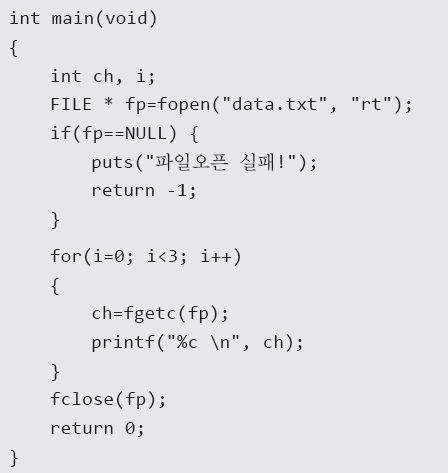 int main(void)
{
    int ch, i;
    FILE * fp=fopen("data.txt", "rt");
    if(fp==NULL) {
        puts("파일오픈 실패!");
        return -1;
    }
    for(i=0; i<3; i++)
    {
        ch=fgetc(fp);
        printf("%c \n", ch);
    }
    fclose(fp);
    return 0;
}